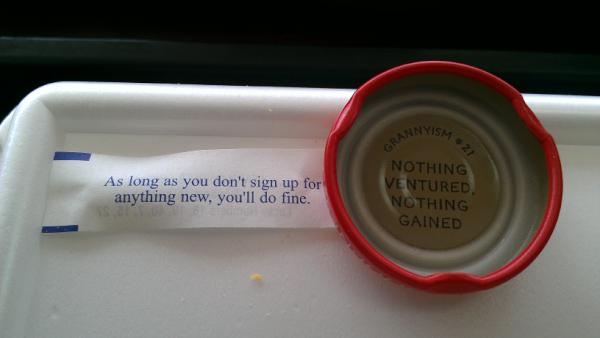 As long as you don't sign up for
anything new, you'll do fine.
GRANNYISM #21
NOTHING
VENTURED,
NOTHING
GAINED